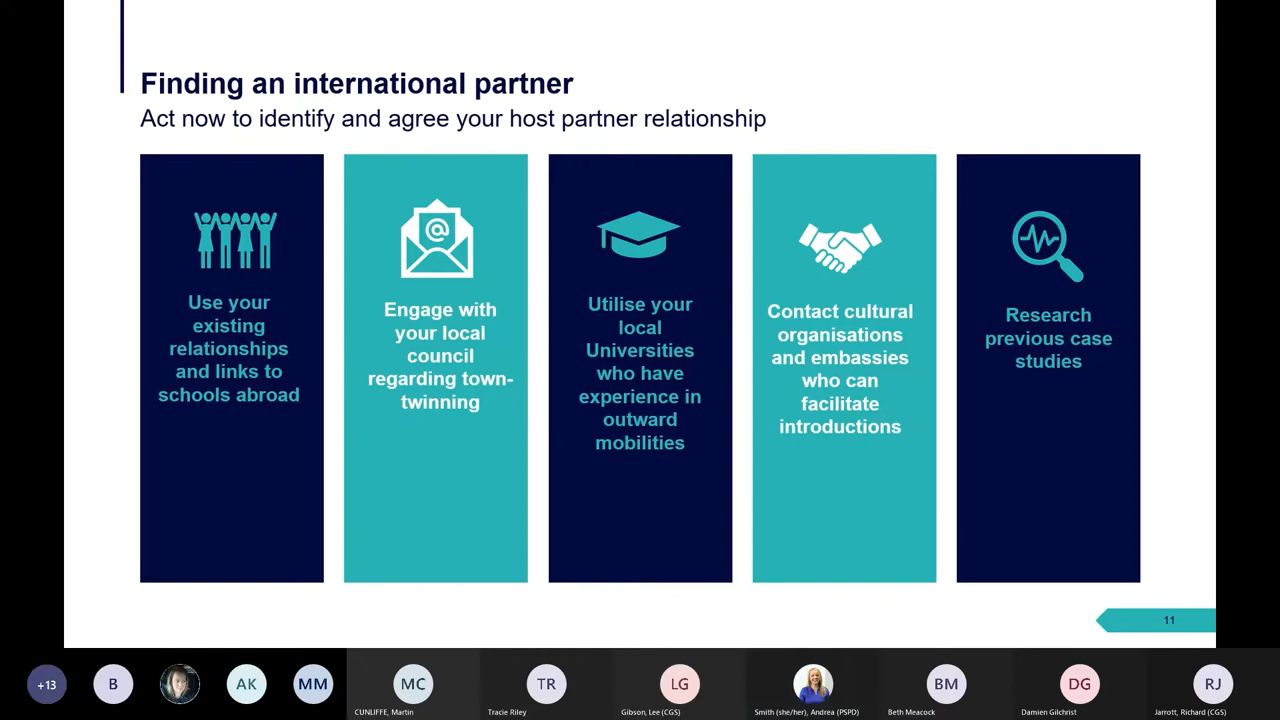 Finding an international partner
Act now to identify and agree your host partner relationship
Use your
existing
relationships
and links to
schools abroad
@
Engage with
your local
council
regarding town-
twinning
Utilise your
local
Universities
who have
experience in
outward
mobilities
Contact cultural
organisations
and embassies
who can
facilitate
introductions
Research
previous case
studies
11
+13
B
AK
MM
MC
CUNLIFFE, Martin
TR
Tracie Riley
LG
Gibson, Lee (CGS)
Smith (she/her), Andrea (PSPD)
BM
Beth Meacock
DG
Damien Gilchrist
RJ
Jarrott, Richard (CGS)